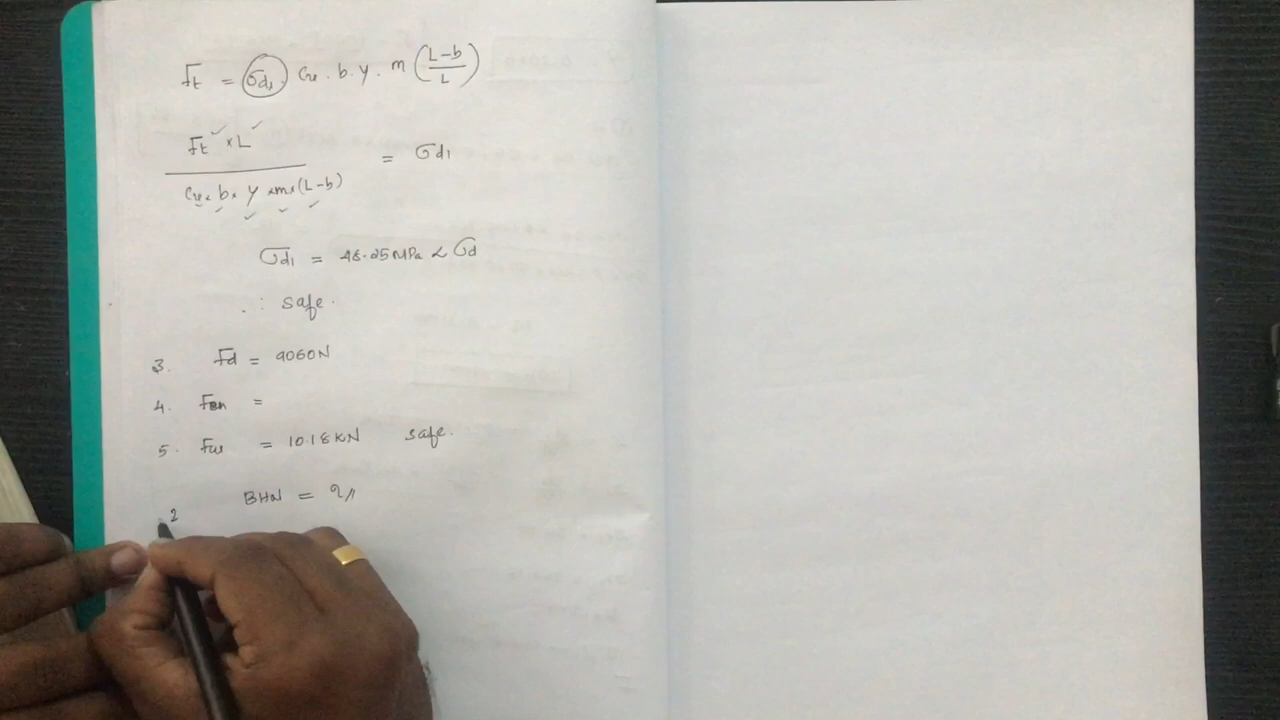 Ft = σd1 . Cv . b . y . m (L-b / L)
Ft × L / Cv × b × y × m × (L-b) = σd1
σd1 = 48.25 MPa < σd
∴ safe.
3. Fd = 9060N
4. Fen =
5. Fw = 10.18 KN safe.
BHN = ?//
2